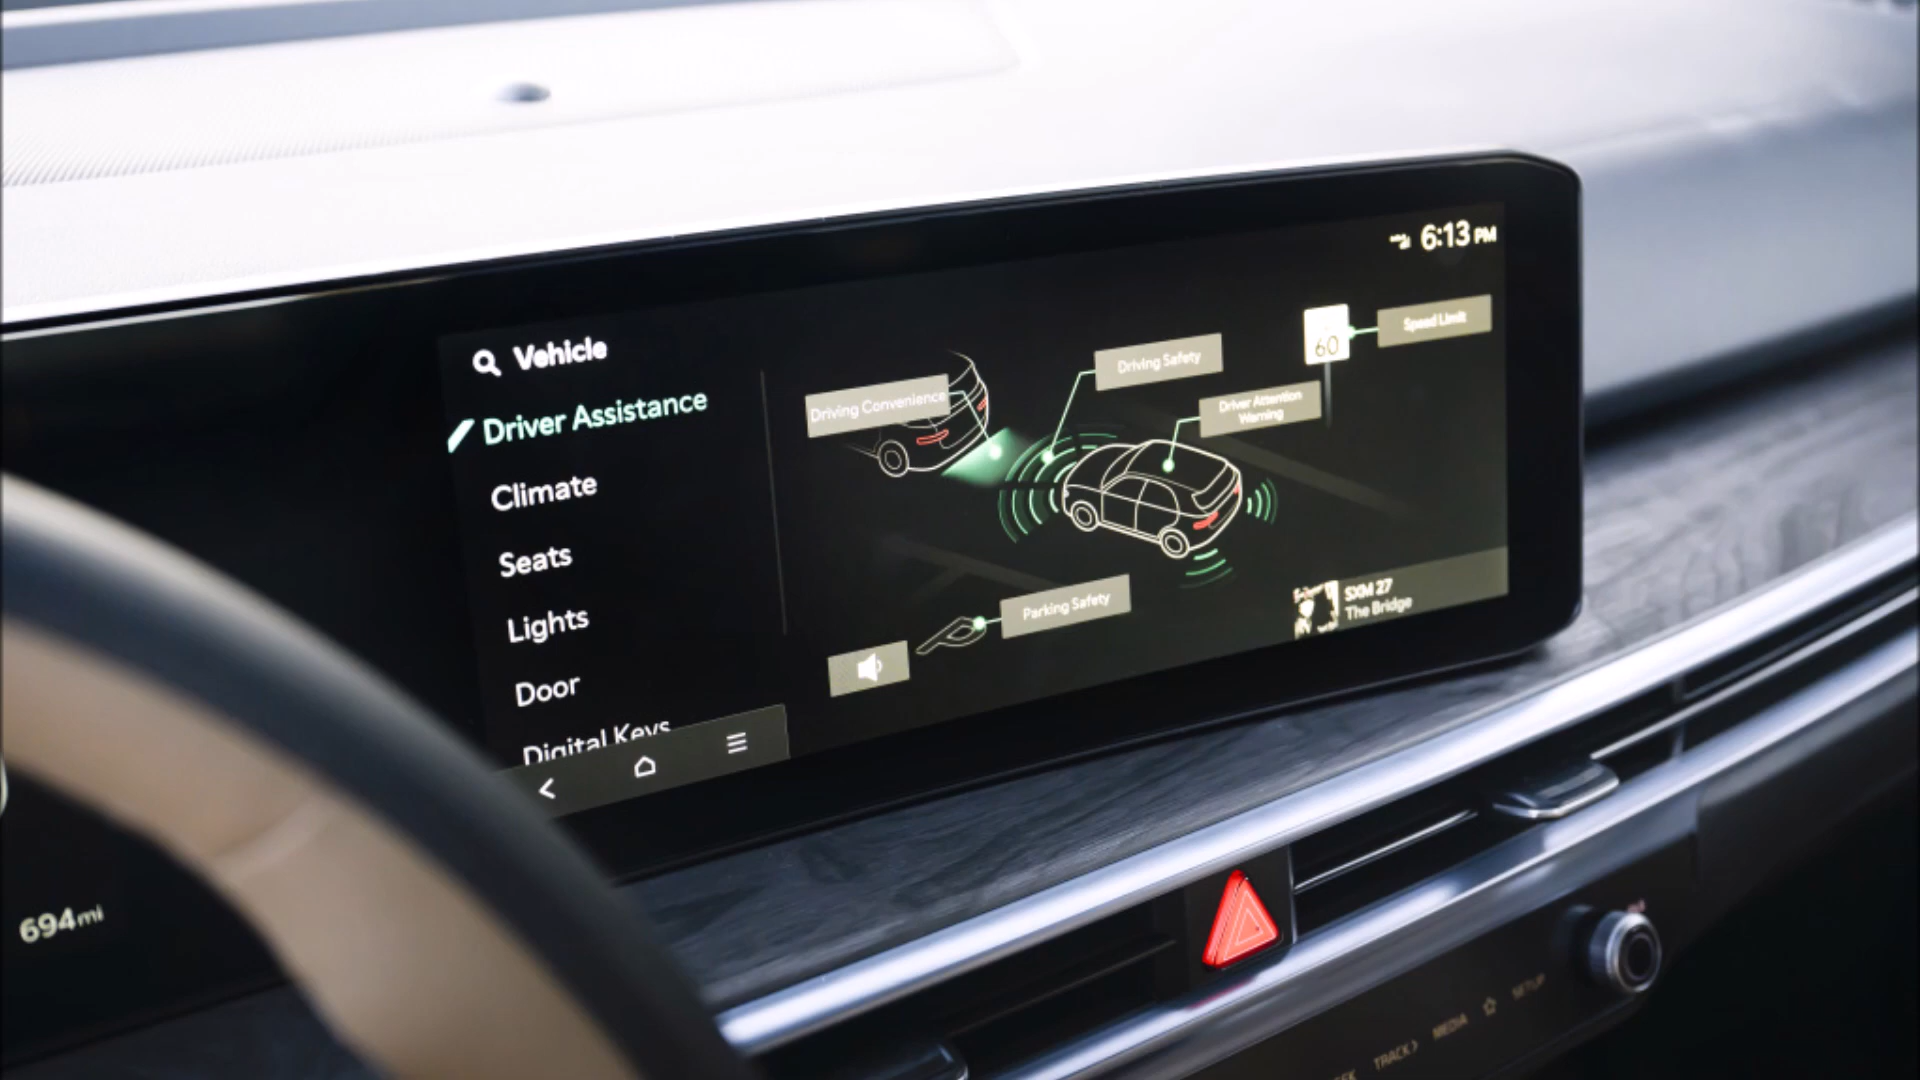 6:13 PM
Vehicle
Driver Assistance
Climate
Seats
Lights
Door
Digital Keys
Driving Convenience
Driving Safety
Driver Attention
Warning
60
Speed Limit
Parking Safety
SXM 27
The Bridge
694mi
TRACK>
MEDIA
SETUP